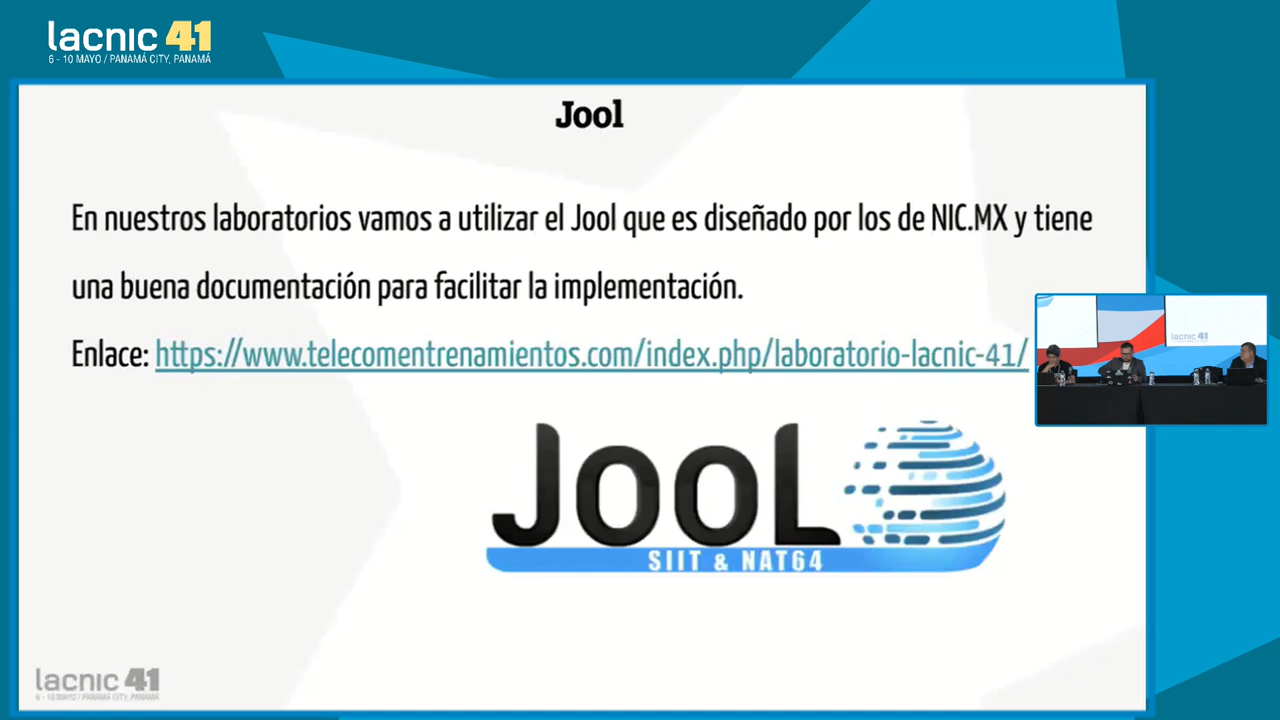 lacnic 41
6 - 10 MAYO / PANAMÁ CITY, PANAMÁ
Jool
En nuestros laboratorios vamos a utilizar el Jool que es diseñado por los de NIC.MX y tiene
una buena documentación para facilitar la implementación.
Enlace: https://www.telecomentrenamientos.com/index.php/laboratorio-lacnic-41/
lacnic 41
JOOL
SIIT & NAT64
lacnic 41
6 - 10 MAYO / PANAMÁ CITY, PANAMÁ